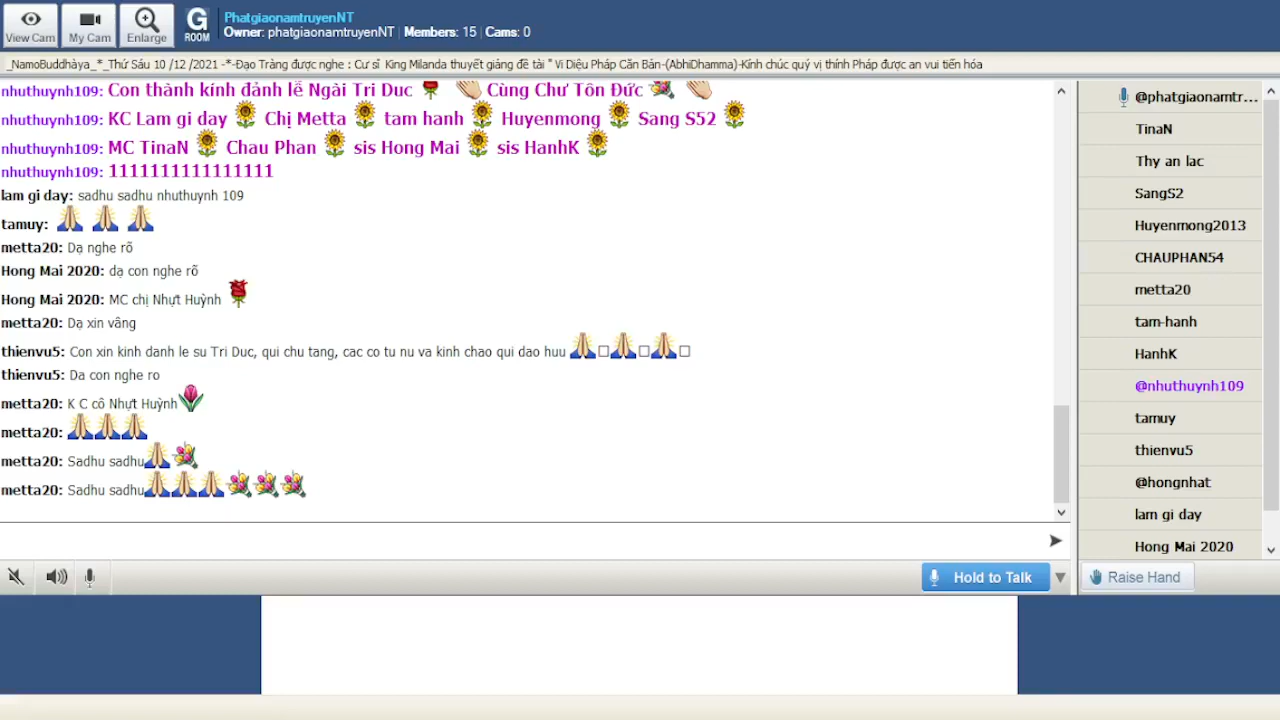 View Cam
My Cam
Enlarge
G ROOM
PhatgiaonamtruyenNT
Owner: phatgiaonamtruyenNT | Members: 15 | Cams: 0
_NamoBuddhàya_*_Thứ Sáu 10 /12 /2021 -*-Đạo Tràng được nghe : Cư sĩ King Milanda thuyết giảng đề tài " Vi Diệu Pháp Căn Bản-(AbhiDhamma)-Kính chúc quý vị thính Pháp được an vui tiến hóa
nhuthuynh109: Con thành kính đảnh lễ Ngài Tri Duc Cùng Chư Tôn Đức
nhuthuynh109: KC Lam gi day Chị Metta tam hanh Huyenmong Sang S52
nhuthuynh109: MC TinaN Chau Phan sis Hong Mai sis HanhK
nhuthuynh109: 1111111111111111
lam gi day: sadhu sadhu nhuthuynh 109
tamuy:
metta20: Dạ nghe rõ
Hong Mai 2020: dạ con nghe rõ
Hong Mai 2020: MC chị Nhựt Huỳnh
metta20: Dạ xin vâng
thienvu5: Con xin kinh danh le su Tri Duc, qui chu tang, cac co tu nu va kinh chao qui dao huu
thienvu5: Da con nghe ro
metta20: K C cô Nhựt Huỳnh
metta20:
metta20: Sadhu sadhu
metta20: Sadhu sadhu
@phatgiaonamtr...
TinaN
Thy an lac
SangS2
Huyenmong2013
CHAUPHAN54
metta20
tam-hanh
HanhK
@nhuthuynh109
tamuy
thienvu5
@hongnhat
lam gi day
Hong Mai 2020
Hold to Talk
Raise Hand